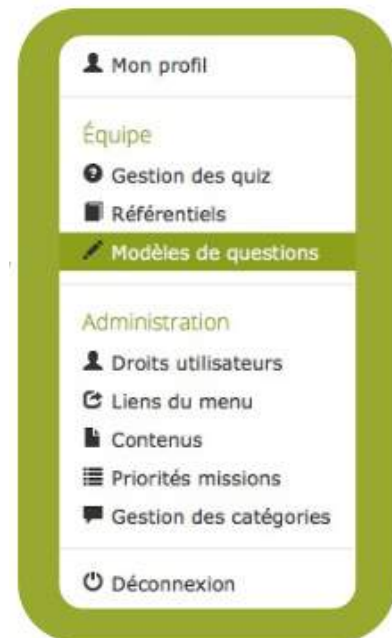 Mon profil
Équipe
Gestion des quiz
Référentiels
Modèles de questions
Administration
Droits utilisateurs
Liens du menu
Contenus
Priorités missions
Gestion des catégories
Déconnexion